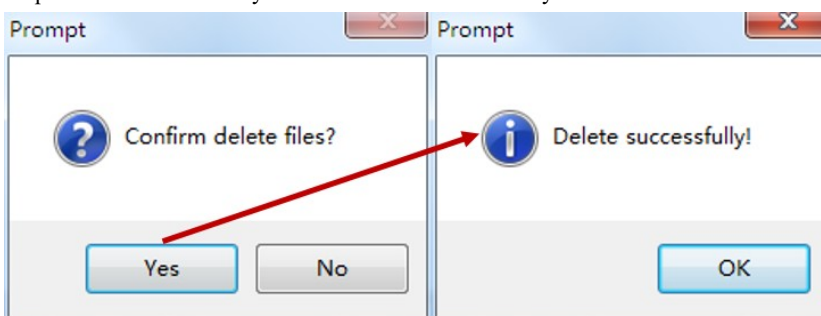 Prompt
Confirm delete files?
Yes
No
Prompt
Delete successfully!
OK